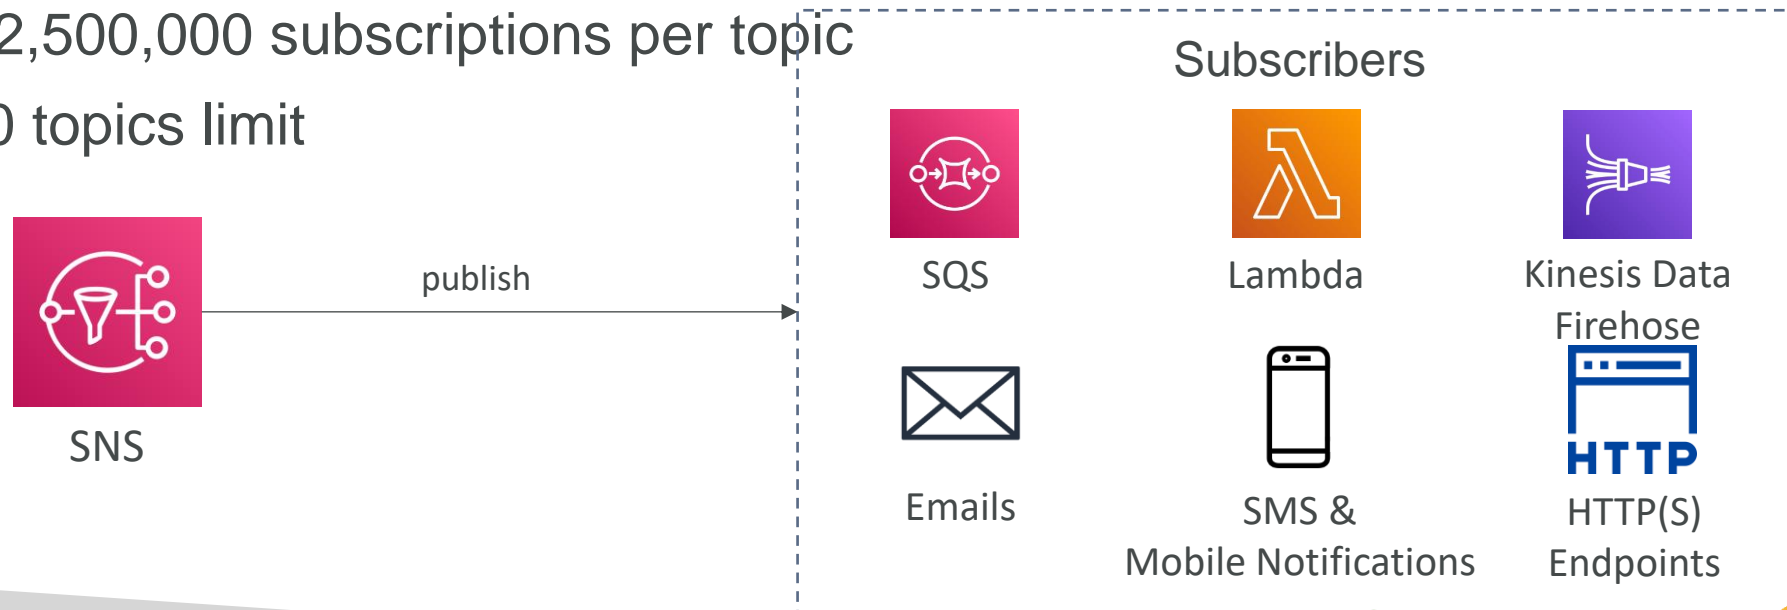 2,500,000 subscriptions per topic
0 topics limit
Subscribers
publish
SNS
SQS
Lambda
Kinesis Data
Firehose
HTTP
Emails
SMS &
Mobile Notifications
HTTP(S)
Endpoints